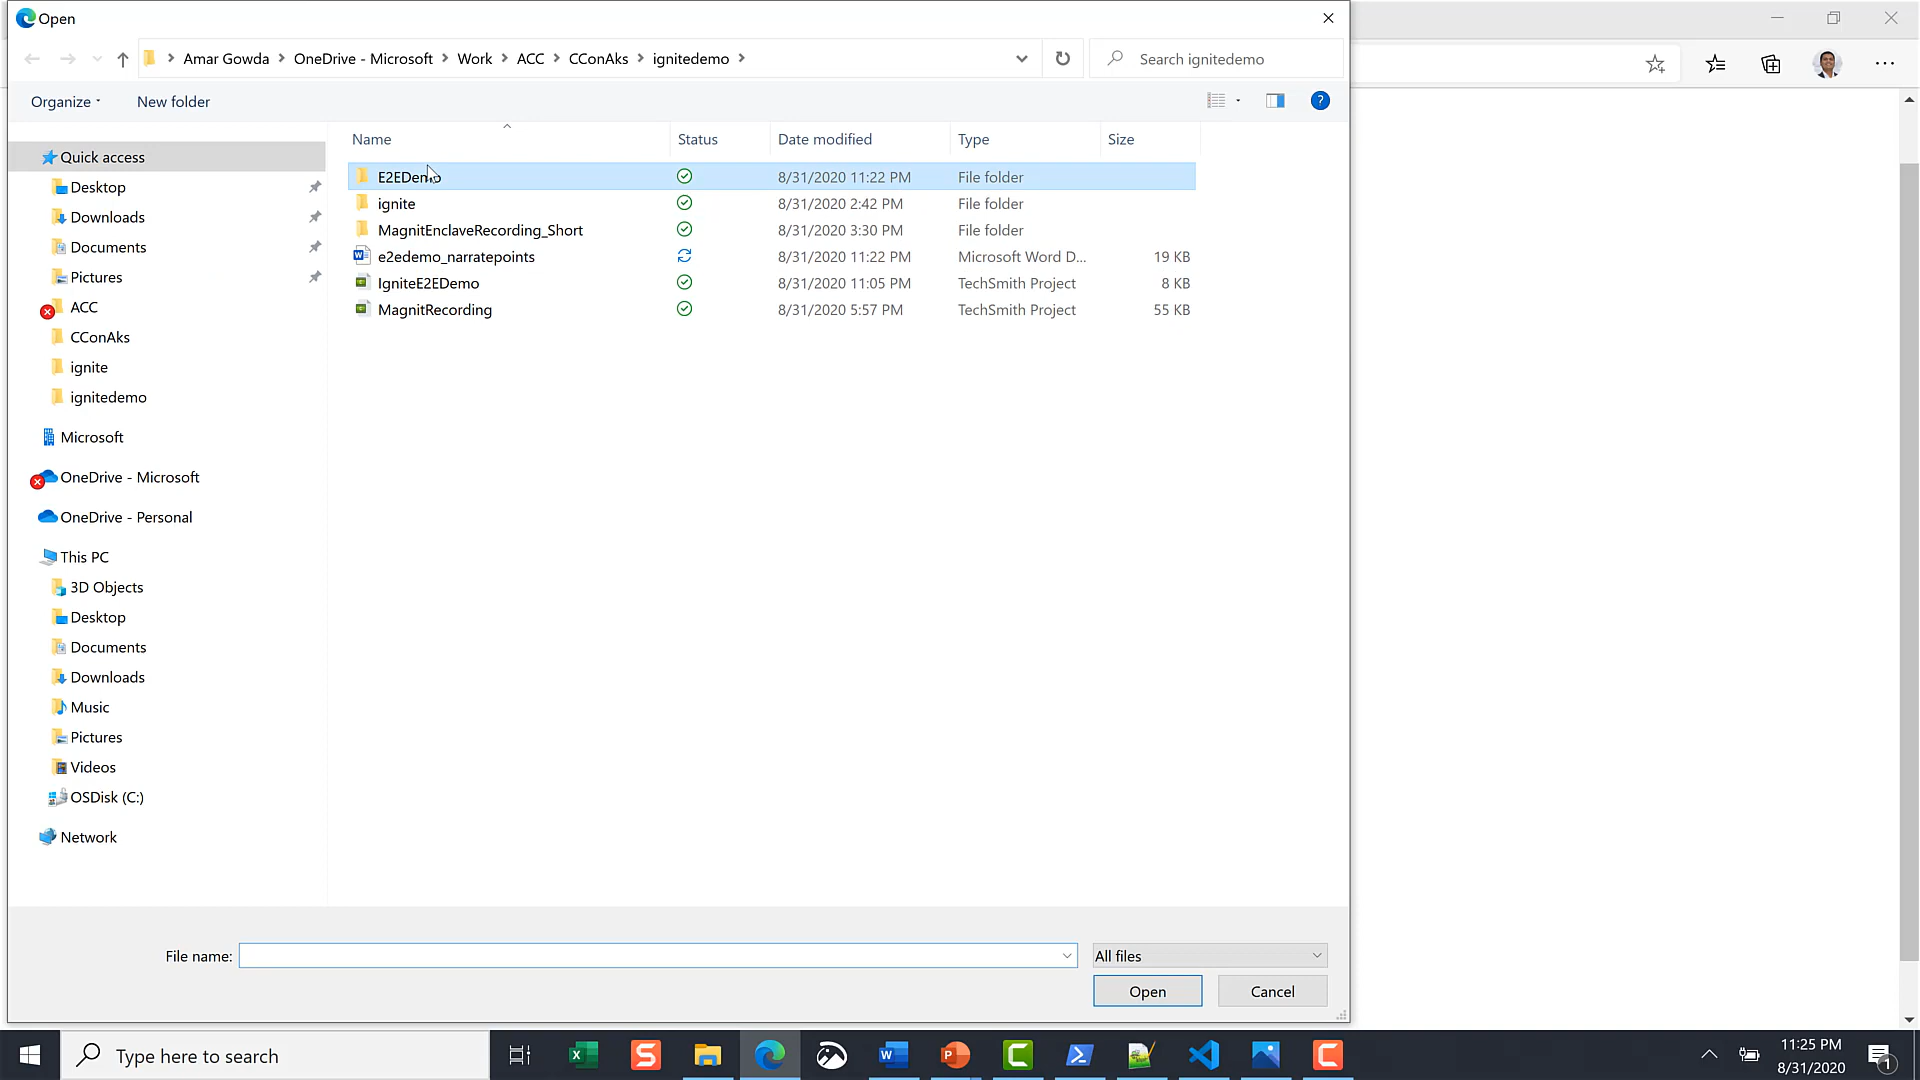 Open
Amar Gowda > OneDrive - Microsoft > Work > ACC > CConAks > ignitedemo >
Search ignitedemo
Organize
New folder
?
Name Status Date modified Type Size
Quick access
Desktop
Downloads
Documents
Pictures
ACC
CConAks
ignite
ignitedemo
Microsoft
OneDrive - Microsoft
OneDrive - Personal
This PC
3D Objects
Desktop
Documents
Downloads
Music
Pictures
Videos
OSDisk (C:)
Network
E2EDemo 8/31/2020 11:22 PM File folder
ignite 8/31/2020 2:42 PM File folder
MagnitEnclaveRecording_Short 8/31/2020 3:30 PM File folder
e2edemo_narratepoints 8/31/2020 11:22 PM Microsoft Word D... 19 KB
IgniteE2EDemo 8/31/2020 11:05 PM TechSmith Project 8 KB
MagnitRecording 8/31/2020 5:57 PM TechSmith Project 55 KB
File name:
All files
Open
Cancel
Type here to search
11:25 PM
8/31/2020
1